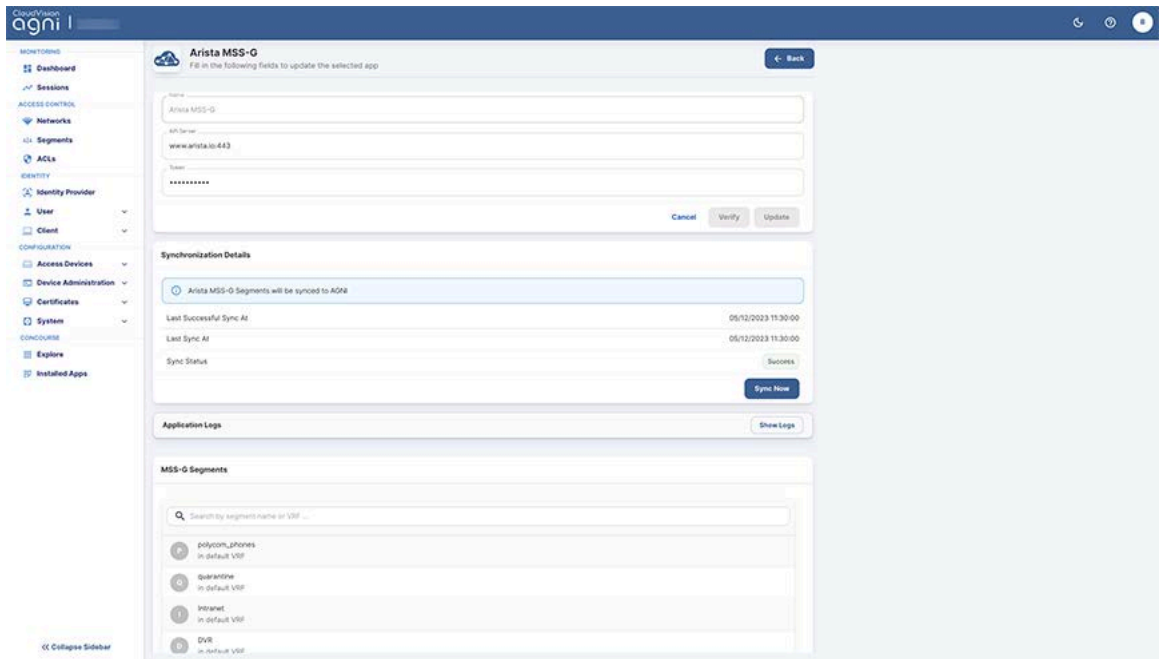 CloudVision
agni
MONITORING
Dashboard
Sessions
ACCESS CONTROL
Networks
Segments
ACLs
IDENTITY
Identity Provider
User
Client
CONFIGURATION
Access Devices
Device Administration
Certificates
System
CONCOURSE
Explore
Installed Apps
<< Collapse Sidebar
Arista MSS-G
Fill in the following fields to update the selected app
← Back
Name
Arista MSS-G
API Server
www.arista.io:443
Token
••••••••••
Cancel
Verify
Update
Synchronization Details
Arista MSS-G Segments will be synced to AGNI
Last Successful Sync At
05/12/2023 11:30:00
Last Sync At
05/12/2023 11:30:00
Sync Status
Success
Sync Now
Application Logs
Show Logs
MSS-G Segments
Search by segment name or VRF ...
P
polycom_phones
in default VRF
Q
quarantine
in default VRF
I
Intranet
in default VRF
D
DVR
in default VRF